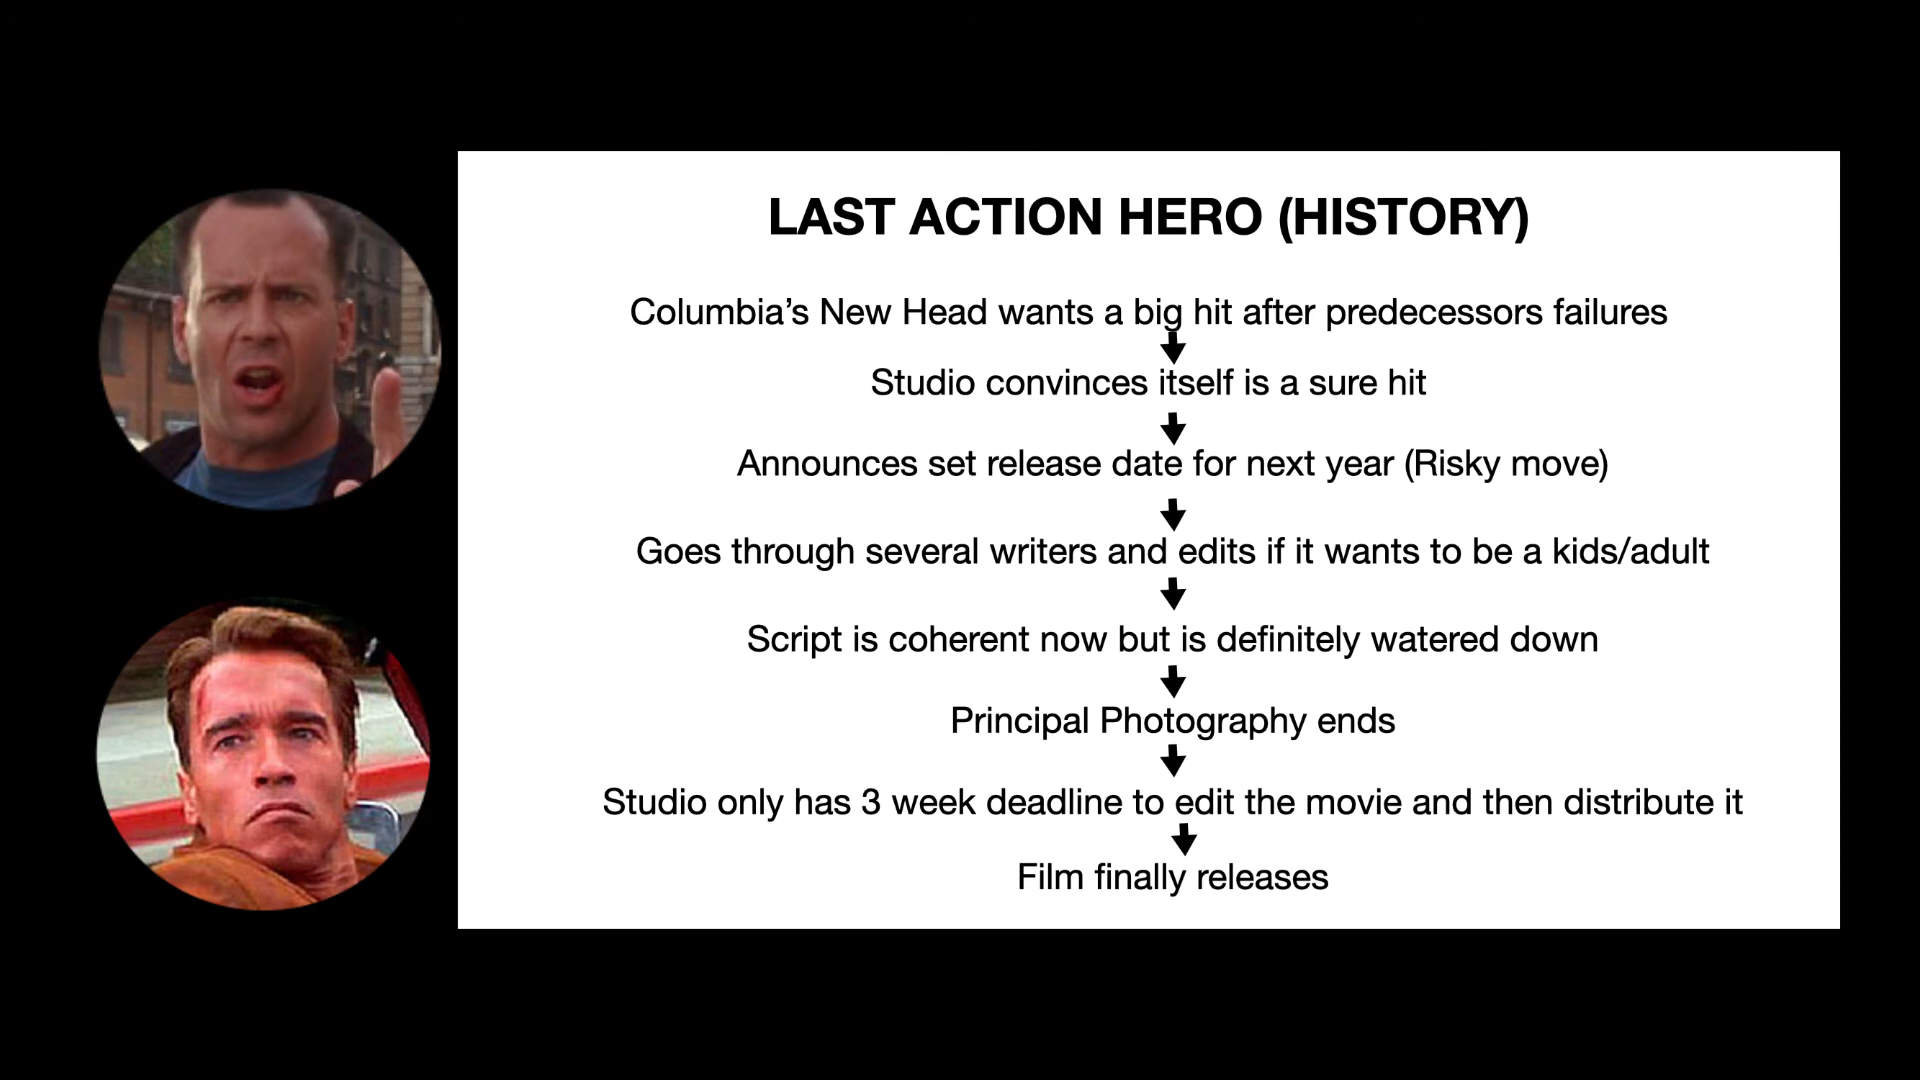 LAST ACTION HERO (HISTORY)
Columbia’s New Head wants a big hit after predecessors failures
Studio convinces itself is a sure hit
Announces set release date for next year (Risky move)
Goes through several writers and edits if it wants to be a kids/adult
Script is coherent now but is definitely watered down
Principal Photography ends
Studio only has 3 week deadline to edit the movie and then distribute it
Film finally releases